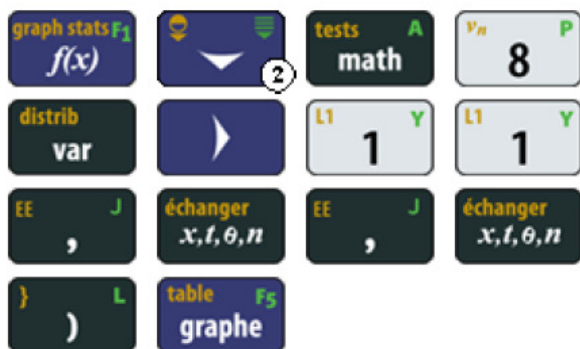 graph stats F1 tests A vn P
f(x) 2 math 8
distrib L1 Y L1 Y
var 1 1
EE J échanger EE J échanger
, x,t,θ,n , x,t,θ,n
} L table F5
) graphe